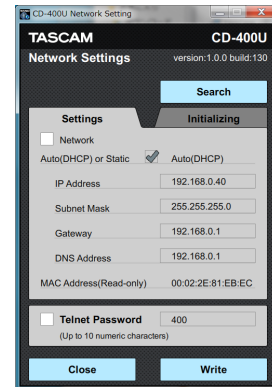 CD-400U Network Setting
TASCAM CD-400U
Network Settings version:1.0.0 build:130
Search
Settings Initializing
Network
Auto(DHCP) or Static Auto(DHCP)
IP Address 192.168.0.40
Subnet Mask 255.255.255.0
Gateway 192.168.0.1
DNS Address 192.168.0.1
MAC Address(Read-only) 00:02:2E:81:EB:EC
Telnet Password 400
(Up to 10 numeric characters)
Close Write